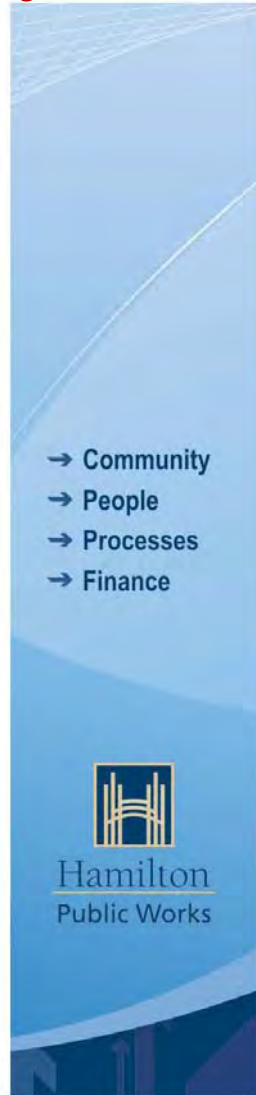 → Community
→ People
→ Processes
→ Finance
Hamilton
Public Works